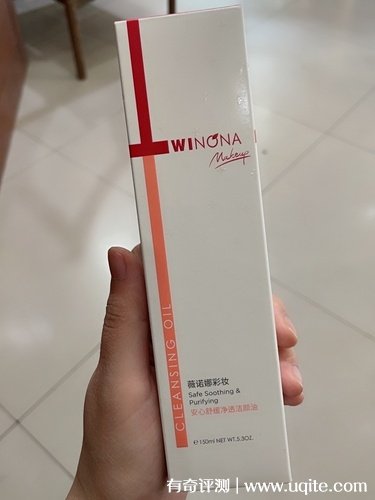 WINONA
Makeup
CLEANSING OIL
薇诺娜彩妆
Safe Soothing &
Purifying
安心舒缓净透洁颜油
℮150ml NET WT.5.3OZ.
有奇评测 | www.uqite.com